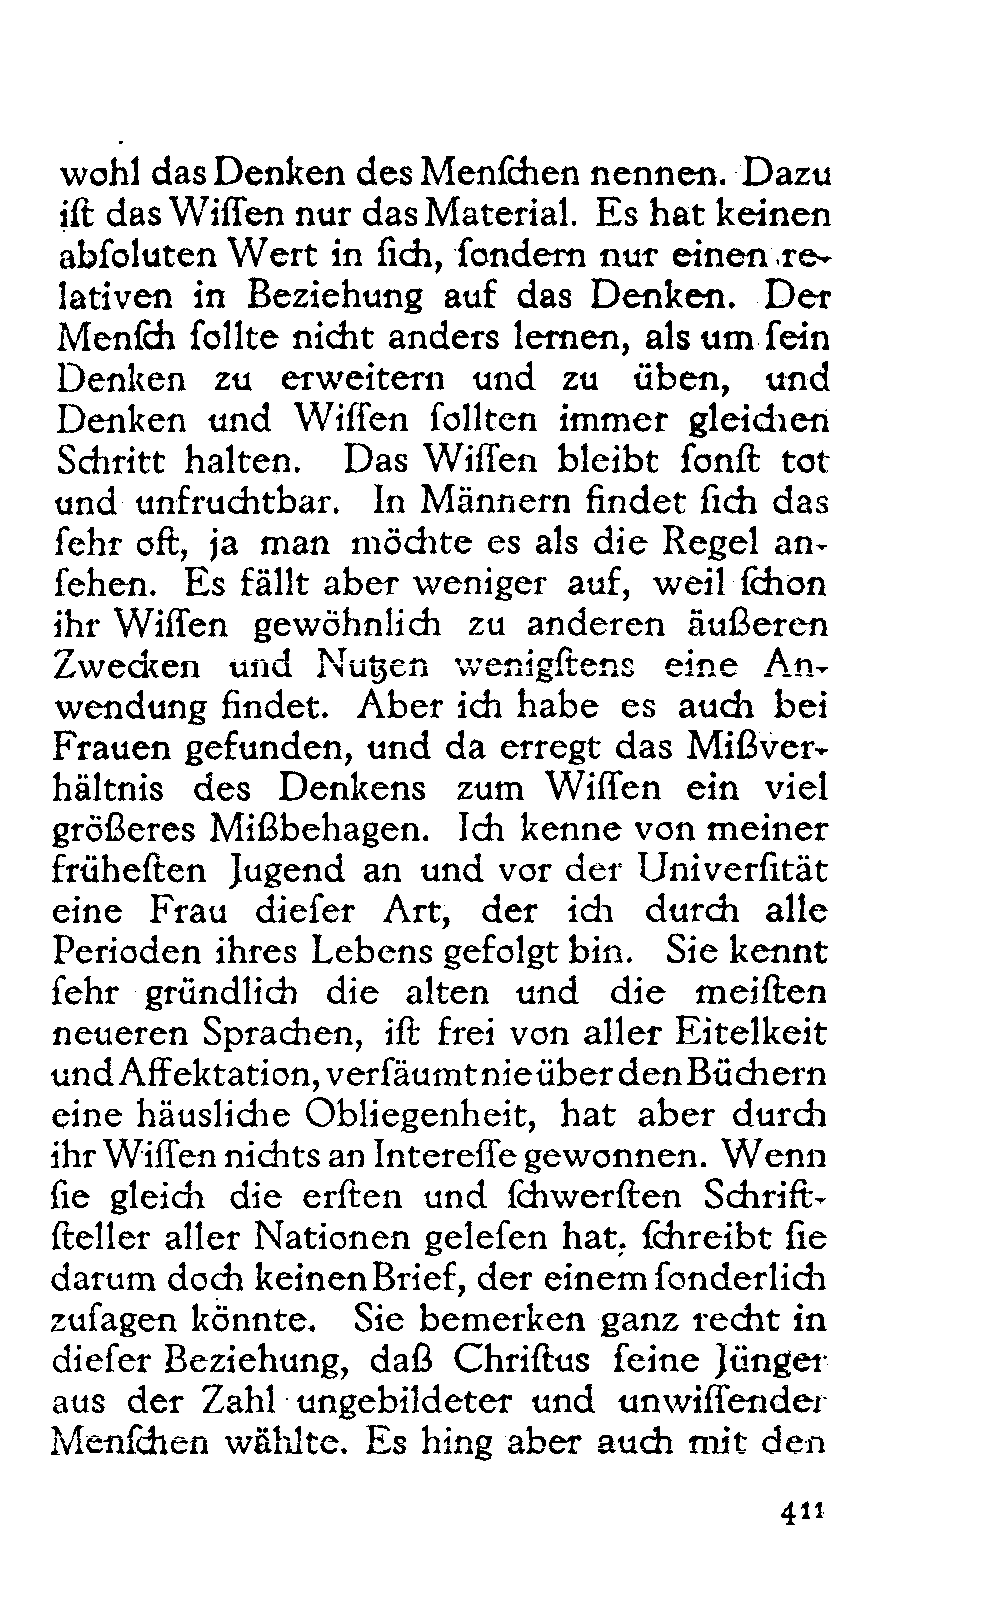 wohl das Denken des Menſchen nennen. Dazu
iſt das Wiſſen nur das Material. Es hat keinen
abſoluten Wert in ſich, ſondern nur einen re-
lativen in Beziehung auf das Denken. Der
Menſch ſollte nicht anders lernen, als um ſein
Denken zu erweitern und zu üben, und
Denken und Wiſſen ſollten immer gleichen
Schritt halten. Das Wiſſen bleibt ſonſt tot
und unfruchtbar. In Männern findet ſich das
ſehr oft, ja man möchte es als die Regel an-
ſehen. Es fällt aber weniger auf, weil ſchon
ihr Wiſſen gewöhnlich zu anderen äußeren
Zwecken und Nutzen wenigſtens eine An-
wendung findet. Aber ich habe es auch bei
Frauen gefunden, und da erregt das Mißver-
hältnis des Denkens zum Wiſſen ein viel
größeres Mißbehagen. Ich kenne von meiner
früheſten Jugend an und vor der Univerſität
eine Frau dieſer Art, der ich durch alle
Perioden ihres Lebens gefolgt bin. Sie kennt
ſehr gründlich die alten und die meiſten
neueren Sprachen, iſt frei von aller Eitelkeit
und Affektation, verſäumt nie über den Büchern
eine häusliche Obliegenheit, hat aber durch
ihr Wiſſen nichts an Intereſſe gewonnen. Wenn
ſie gleich die erſten und ſchwerſten Schrift-
ſteller aller Nationen geleſen hat, ſchreibt ſie
darum doch keinen Brief, der einem ſonderlich
zuſagen könnte. Sie bemerken ganz recht in
dieſer Beziehung, daß Chriſtus ſeine Jünger
aus der Zahl ungebildeter und unwiſſender
Menſchen wählte. Es hing aber auch mit den
411